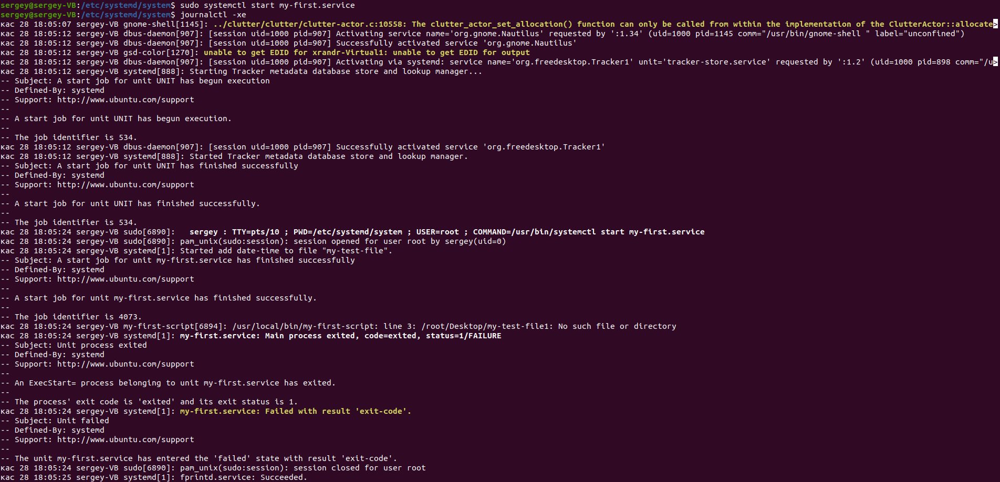 sergey@sergey-VB:/etc/systemd/system$ sudo systemctl start my-first.service
sergey@sergey-VB:/etc/systemd/system$ journalctl -xe
кас 28 18:05:07 sergey-VB gnome-shell[1145]: ../clutter/clutter/clutter-actor.c:10558: The clutter_actor_set_allocation() function can only be called from within the implementation of the ClutterActor::allocate>
кас 28 18:05:12 sergey-VB dbus-daemon[907]: [session uid=1000 pid=907] Activating service name='org.gnome.Nautilus' requested by ':1.34' (uid=1000 pid=1145 comm="/usr/bin/gnome-shell " label="unconfined")
кас 28 18:05:12 sergey-VB dbus-daemon[907]: [session uid=1000 pid=907] Successfully activated service 'org.gnome.Nautilus'
кас 28 18:05:12 sergey-VB gsd-color[1270]: unable to get EDID for xrandr-Virtual1: unable to get EDID for output
кас 28 18:05:12 sergey-VB dbus-daemon[907]: [session uid=1000 pid=907] Activating via systemd: service name='org.freedesktop.Tracker1' unit='tracker-store.service' requested by ':1.2' (uid=1000 pid=898 comm="/u>
кас 28 18:05:12 sergey-VB systemd[888]: Starting Tracker metadata database store and lookup manager...
-- Subject: A start job for unit UNIT has begun execution
-- Defined-By: systemd
-- Support: http://www.ubuntu.com/support
--
-- A start job for unit UNIT has begun execution.
--
-- The job identifier is 534.
кас 28 18:05:12 sergey-VB dbus-daemon[907]: [session uid=1000 pid=907] Successfully activated service 'org.freedesktop.Tracker1'
кас 28 18:05:12 sergey-VB systemd[888]: Started Tracker metadata database store and lookup manager.
-- Subject: A start job for unit UNIT has finished successfully
-- Defined-By: systemd
-- Support: http://www.ubuntu.com/support
--
-- A start job for unit UNIT has finished successfully.
--
-- The job identifier is 534.
кас 28 18:05:24 sergey-VB sudo[6890]:   sergey : TTY=pts/10 ; PWD=/etc/systemd/system ; USER=root ; COMMAND=/usr/bin/systemctl start my-first.service
кас 28 18:05:24 sergey-VB sudo[6890]: pam_unix(sudo:session): session opened for user root by sergey(uid=0)
кас 28 18:05:24 sergey-VB systemd[1]: Started add date-time to file "my-test-file".
-- Subject: A start job for unit my-first.service has finished successfully
-- Defined-By: systemd
-- Support: http://www.ubuntu.com/support
--
-- A start job for unit my-first.service has finished successfully.
--
-- The job identifier is 4073.
кас 28 18:05:24 sergey-VB my-first-script[6894]: /usr/local/bin/my-first-script: line 3: /root/Desktop/my-test-file1: No such file or directory
кас 28 18:05:24 sergey-VB systemd[1]: my-first.service: Main process exited, code=exited, status=1/FAILURE
-- Subject: Unit process exited
-- Defined-By: systemd
-- Support: http://www.ubuntu.com/support
--
-- An ExecStart= process belonging to unit my-first.service has exited.
--
-- The process' exit code is 'exited' and its exit status is 1.
кас 28 18:05:24 sergey-VB systemd[1]: my-first.service: Failed with result 'exit-code'.
-- Subject: Unit failed
-- Defined-By: systemd
-- Support: http://www.ubuntu.com/support
--
-- The unit my-first.service has entered the 'failed' state with result 'exit-code'.
кас 28 18:05:24 sergey-VB sudo[6890]: pam_unix(sudo:session): session closed for user root
кас 28 18:05:25 sergey-VB systemd[1]: fprintd.service: Succeeded.